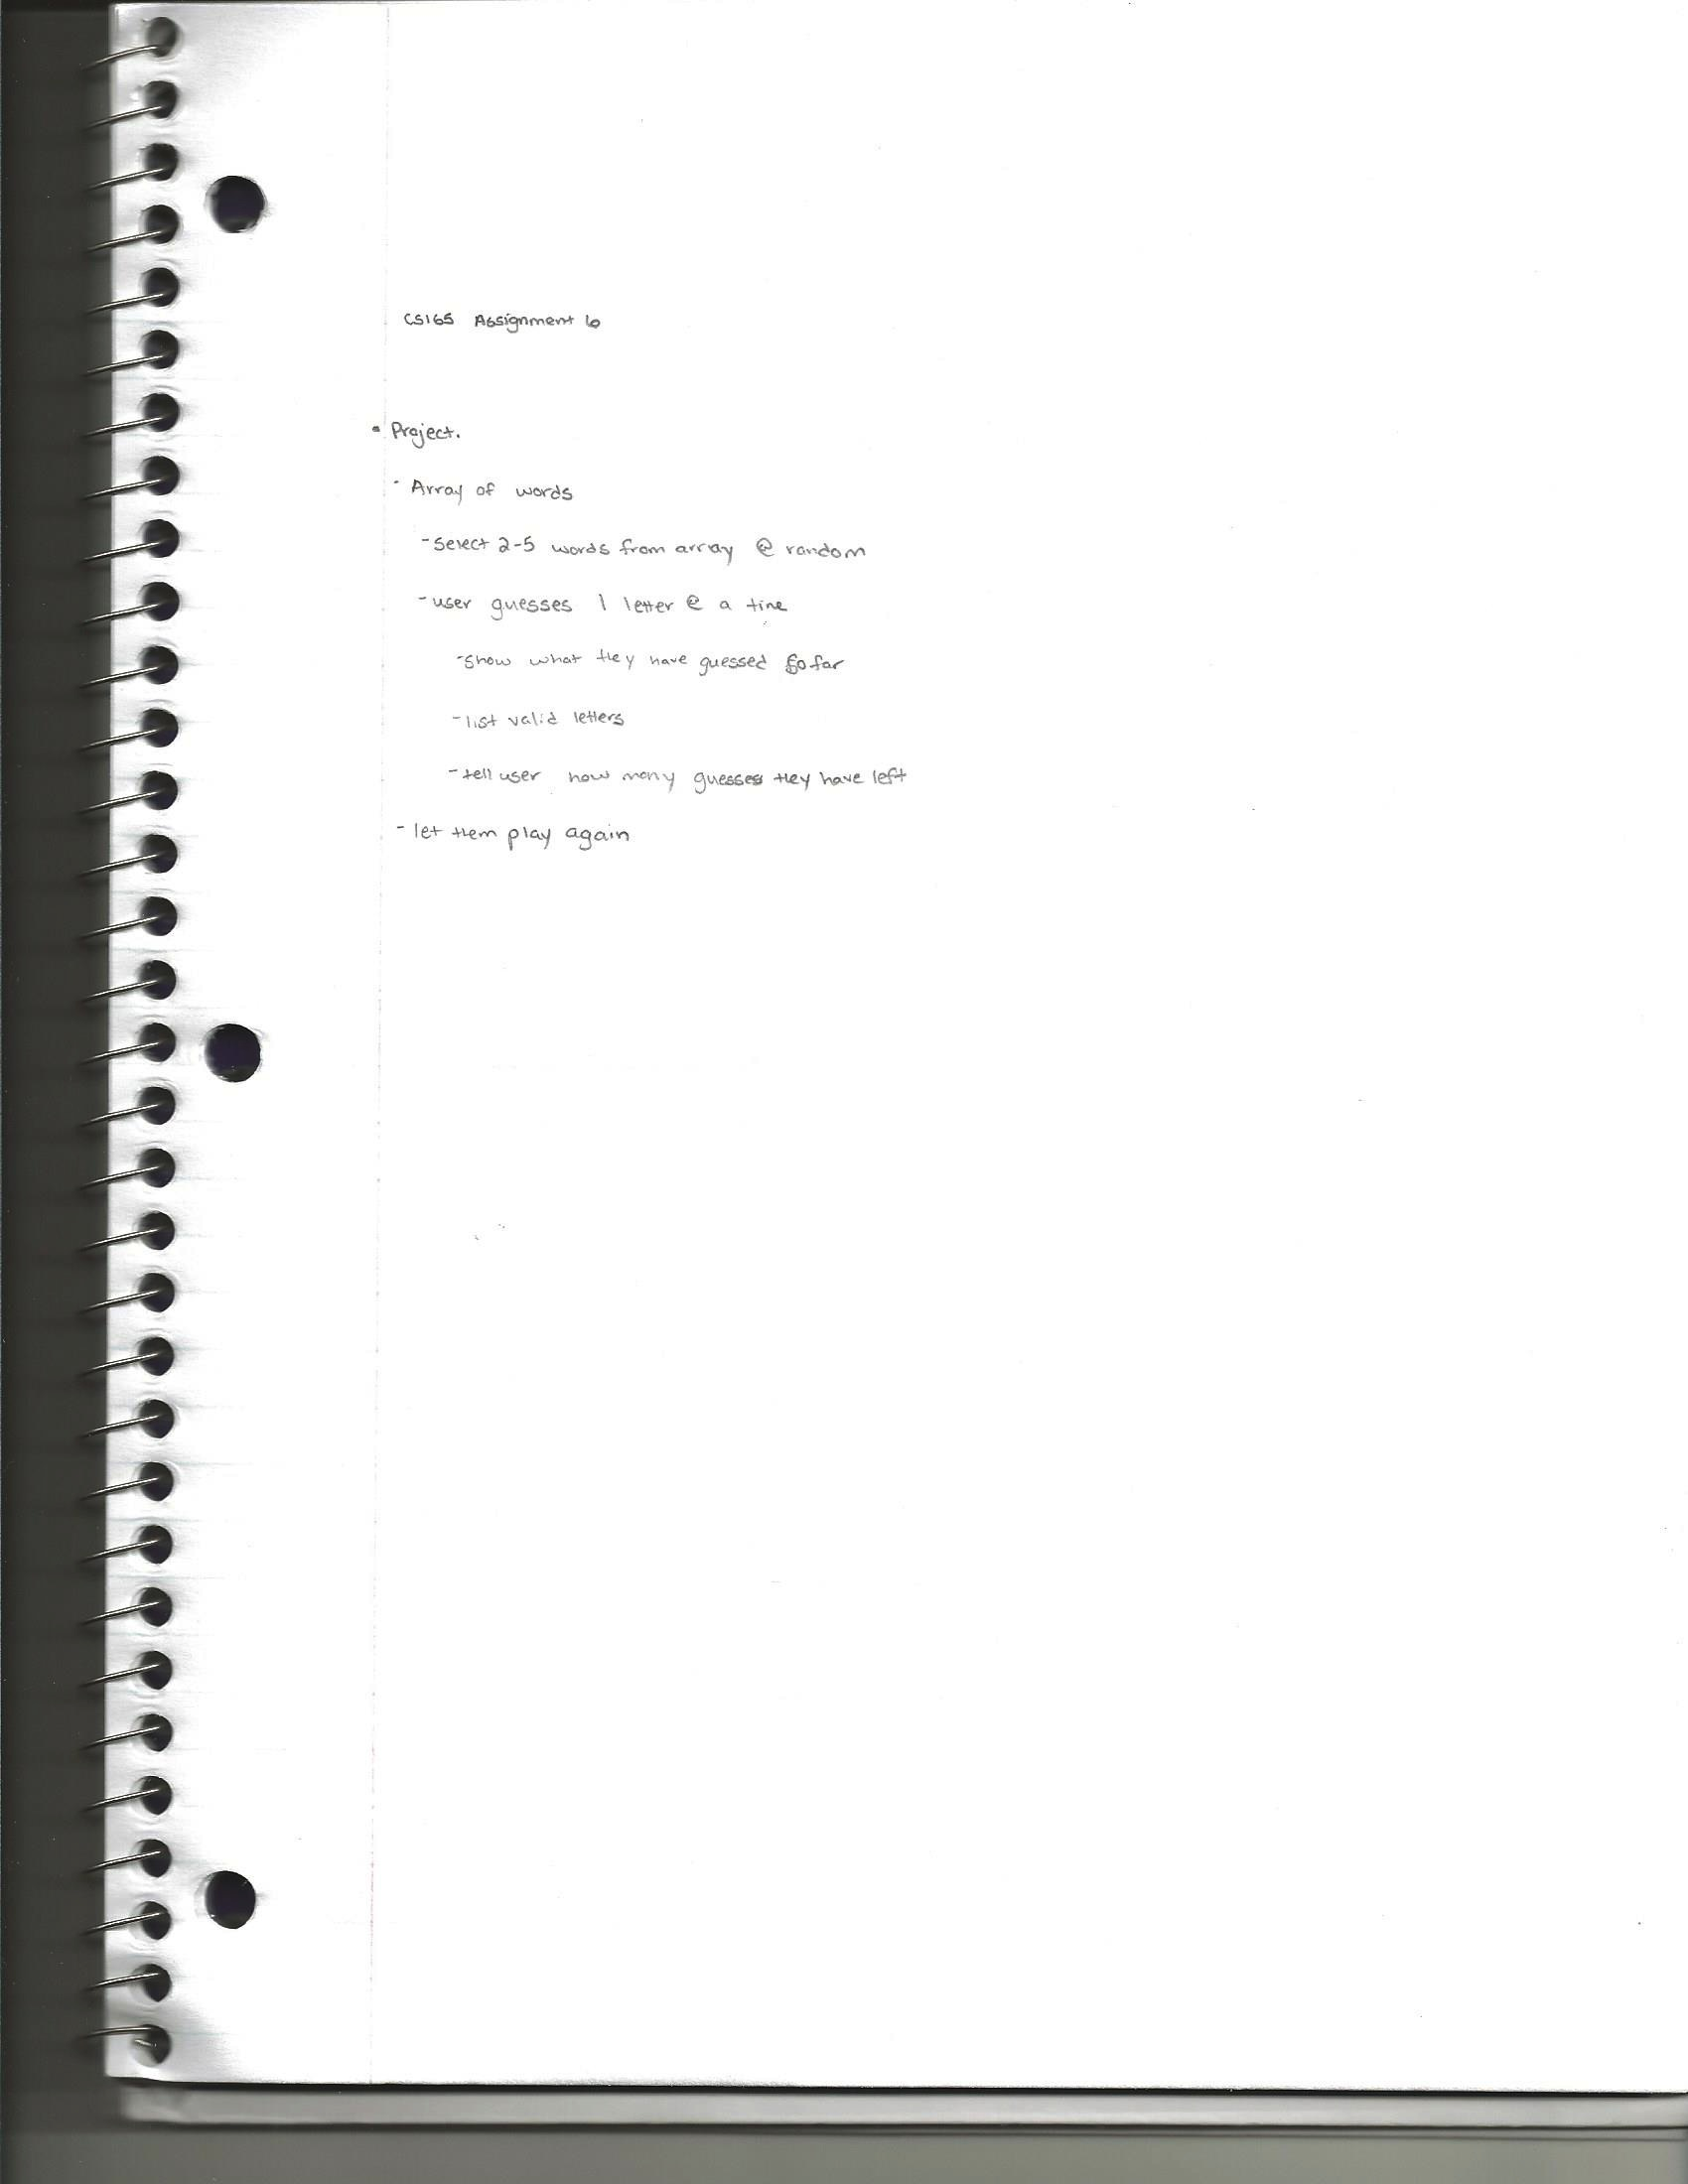 CS165 Assignment 6
• Project.
- Array of words
- select 2-5 words from array @ random
- user guesses 1 letter @ a time
- show what they have guessed so far
- list valid letters
- tell user how many guesses they have left
- let them play again